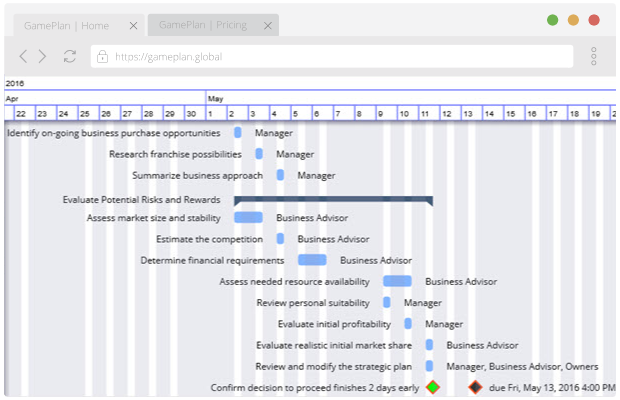 GamePlan | Home
GamePlan | Pricing
https://gameplan.global
2016
Apr May
22 23 24 25 26 27 28 29 30 1 2 3 4 5 6 7 8 9 10 11 12 13 14 15 16 17 18 19
Identify on-going business purchase opportunities Manager
Research franchise possibilities Manager
Summarize business approach Manager
Evaluate Potential Risks and Rewards
Assess market size and stability Business Advisor
Estimate the competition Business Advisor
Determine financial requirements Business Advisor
Assess needed resource availability Business Advisor
Review personal suitability Manager
Evaluate initial profitability Manager
Evaluate realistic initial market share Business Advisor
Review and modify the strategic plan Manager, Business Advisor, Owners
Confirm decision to proceed finishes 2 days early due Fri, May 13, 2016 4:00 PM